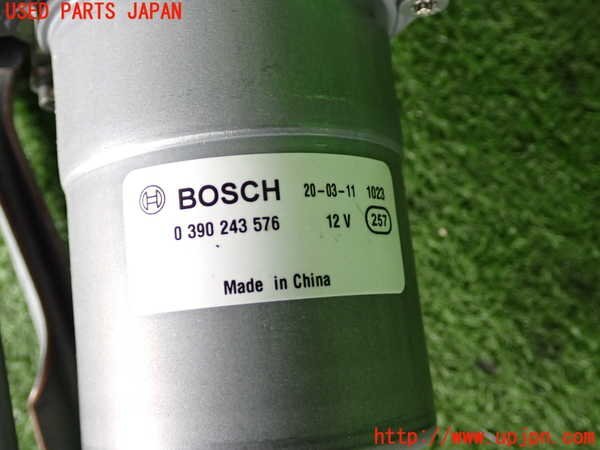 USED PARTS JAPAN
BOSCH 20-03-11 1023
0 390 243 576 12 V 257
Made in China
http://www.upjpn.com